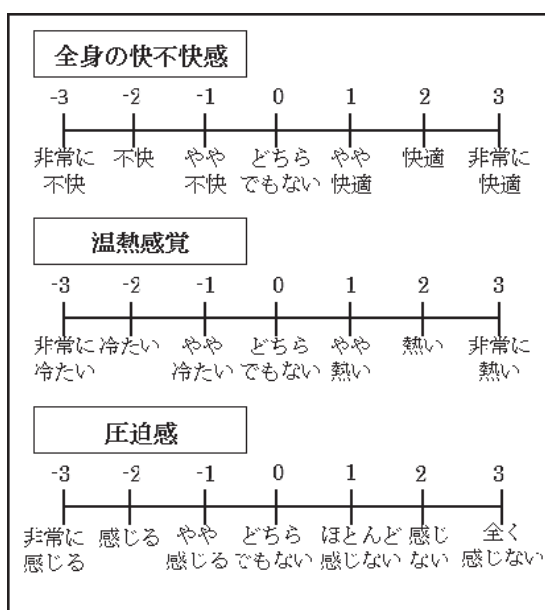 全身の快不快感
-3 -2 -1 0 1 2 3
非常に 不快 やや どちら やや 快適 非常に
不快 不快 でもない 快適 快適
温熱感覚
-3 -2 -1 0 1 2 3
非常に 冷たい やや どちら やや 熱い 非常に
冷たい 冷たい でもない 熱い 熱い
圧迫感
-3 -2 -1 0 1 2 3
非常に 感じる やや どちら ほとんど 感じ 全く
感じる 感じる でもない 感じない ない 感じない